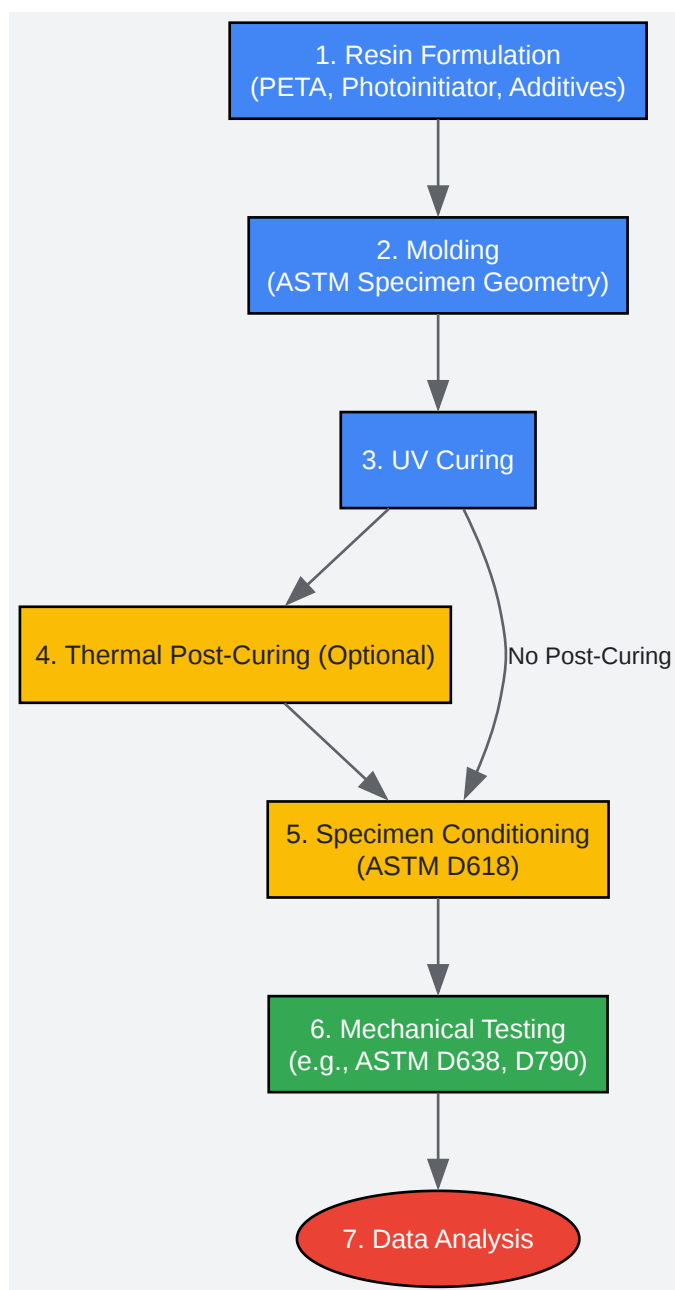 1. Resin Formulation
(PETA, Photoinitiator, Additives)
2. Molding
(ASTM Specimen Geometry)
3. UV Curing
4. Thermal Post-Curing (Optional)
No Post-Curing
5. Specimen Conditioning
(ASTM D618)
6. Mechanical Testing
(e.g., ASTM D638, D790)
7. Data Analysis